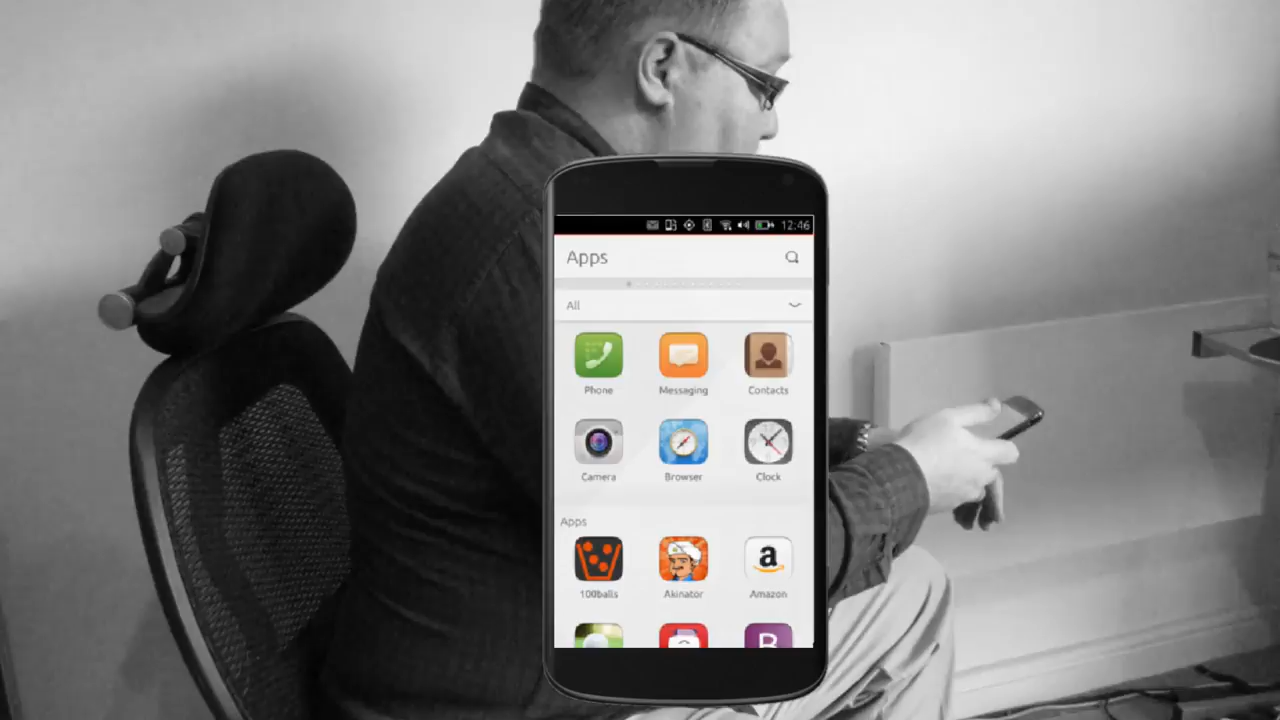 12:46
Apps
All
Phone Messaging Contacts
Camera Browser Clock
Apps
a
100balls Akinator Amazon
B